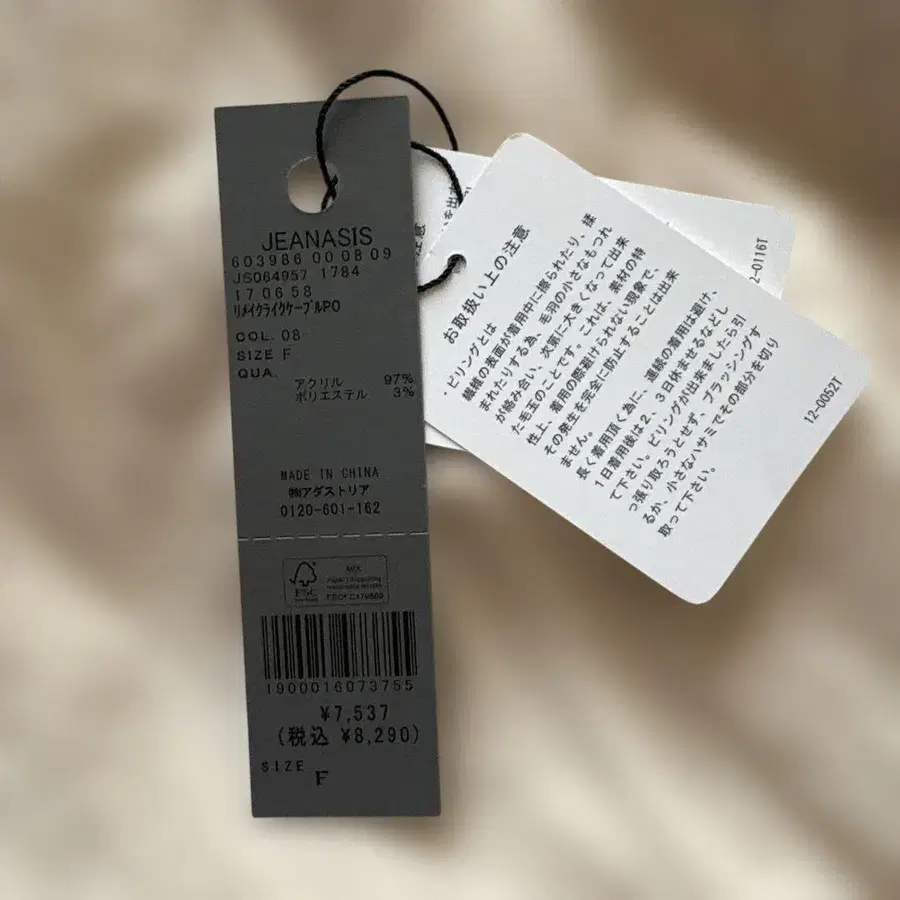 JEANASIS
603986 00 08 09
JS064957 1784
17 06 58
リメイクライクケーブルPO
COL. 08
SIZE F
QUA.
アクリル 97%
ポリエステル 3%
MADE IN CHINA
㈱アダストリア
0120-601-162
MIX
FSC
1900016073755
¥7,537
(税込 ¥8,290)
SIZE F
お取扱い上の注意
・ピリングとは
繊維の表面が着用中に擦られたり、揉
まれたりする為、毛羽の小さなもつれ
が絡み合い、次第に大きくなって出来
た毛玉のことです。これは、素材の特
性上、着用の際避けられない現象で、
その発生を完全に防止することは出来
ません。
長く着用頂く為に、連続の着用は避け、
1日着用後は2、3日休ませるなどし
て下さい。ピリングが出来ましたら引
っ張り取ろうとせず、ブラッシングす
るか、小さなハサミでその部分を切り
取って下さい。
12-0052T
2-0116T